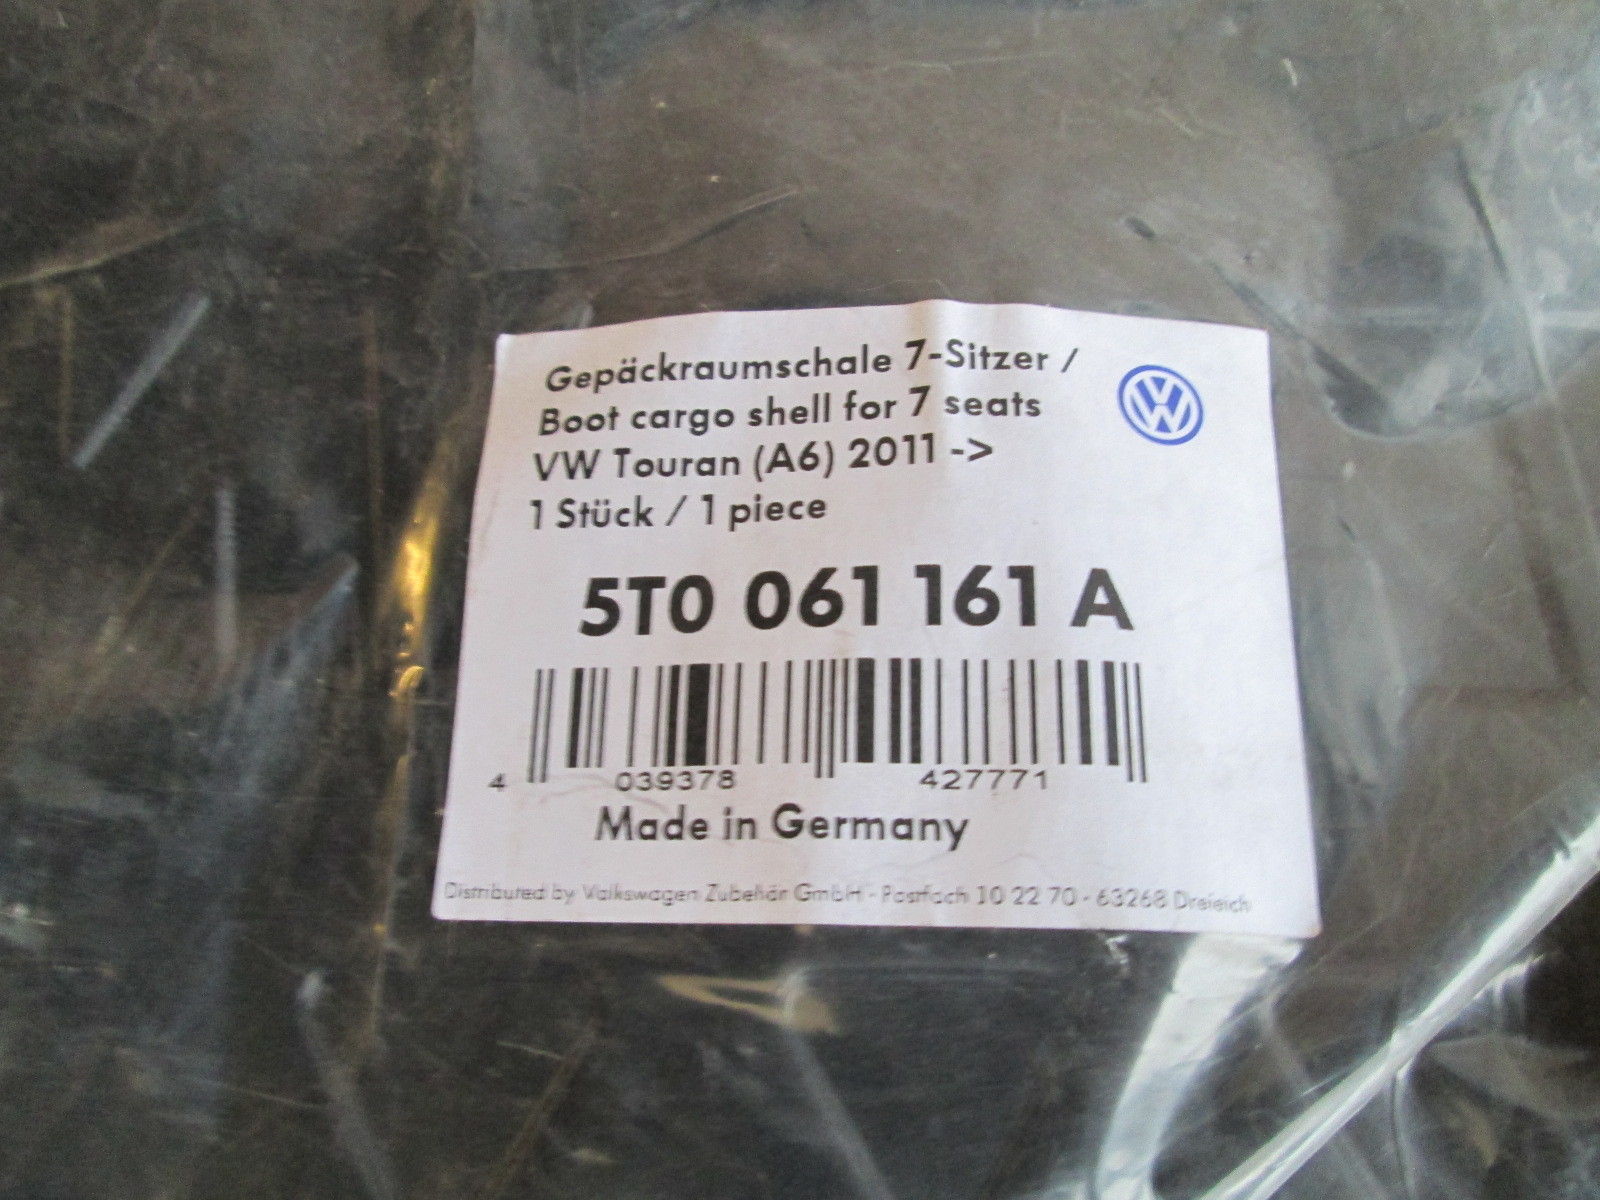 Gepäckraumschale 7-Sitzer /
Boot cargo shell for 7 seats
VW Touran (A6) 2011 ->
1 Stück / 1 piece
5T0 061 161 A
4 039378 427771
Made in Germany
Distributed by Volkswagen Zubehör GmbH - Postfach 10 22 70 - 63268 Dreieich